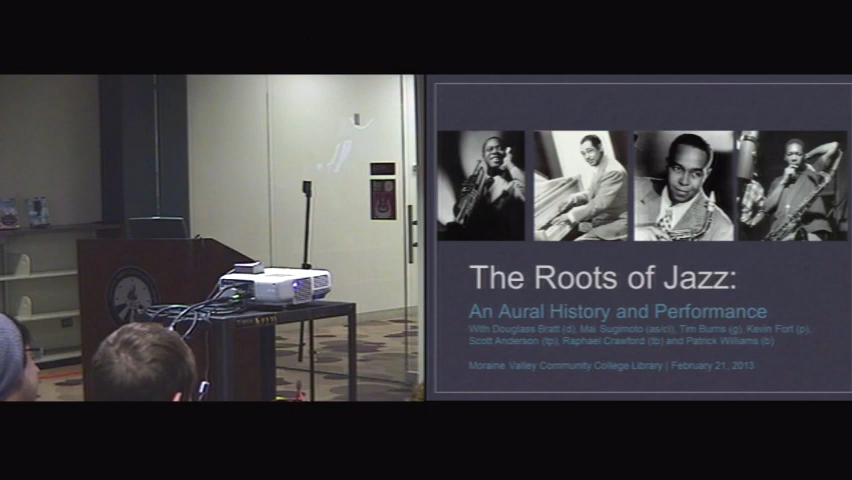 The Roots of Jazz:
An Aural History and Performance
With Douglass Bratt (d), Mai Sugimoto (as/cl), Tim Burns (g), Kevin Fort (p),
Scott Anderson (tp), Raphael Crawford (tb) and Patrick Williams (b)
Moraine Valley Community College Library | February 21, 2013